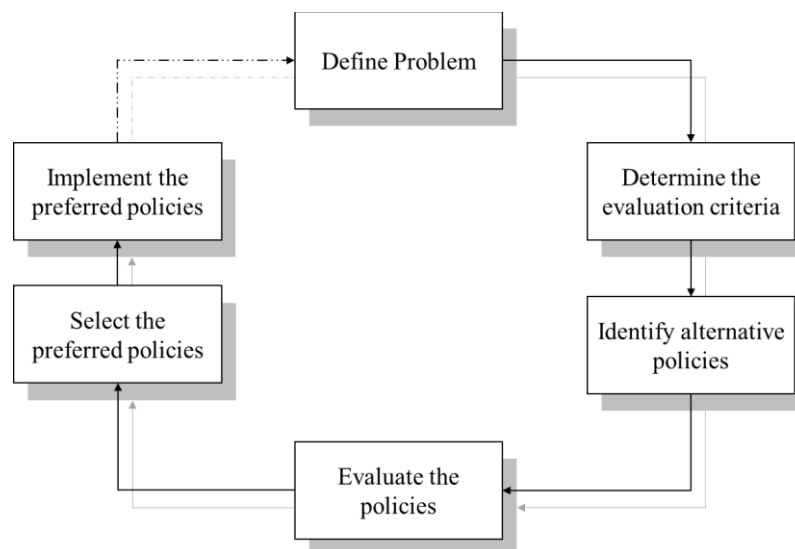 Define Problem
Determine the
evaluation criteria
Identify alternative
policies
Evaluate the
policies
Select the
preferred policies
Implement the
preferred policies